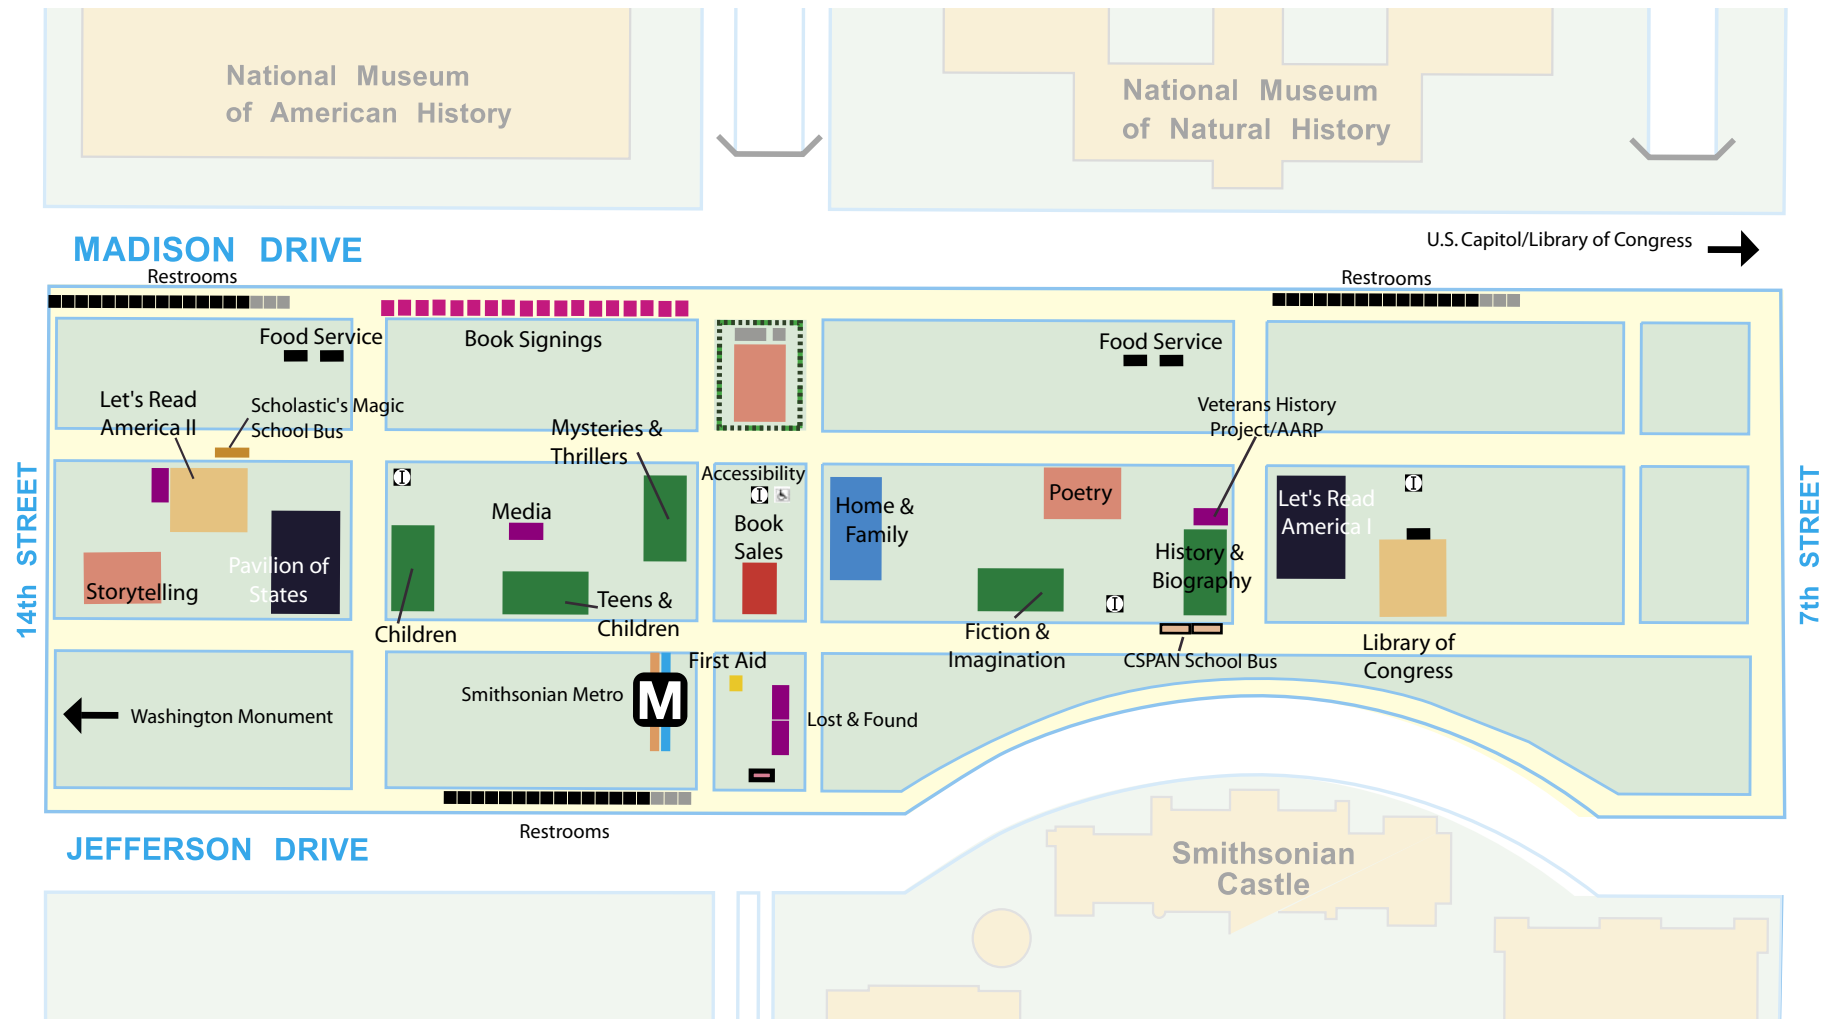 National Museum
of American History
National Museum
of Natural History
MADISON DRIVE
U.S. Capitol/Library of Congress
Restrooms
Restrooms
Food Service
Book Signings
Food Service
Let's Read
America II
Scholastic's Magic
School Bus
Mysteries &
Thrillers
Veterans History
Project/AARP
14th STREET
7th STREET
Accessibility
Media
Book
Sales
Home &
Family
Poetry
Let's Read
America I
History &
Biography
Pavilion of
States
Storytelling
Children
Teens &
Children
Fiction &
Imagination
CSPAN School Bus
Library of
Congress
First Aid
Smithsonian Metro
M
Lost & Found
Washington Monument
Restrooms
JEFFERSON DRIVE
Smithsonian
Castle